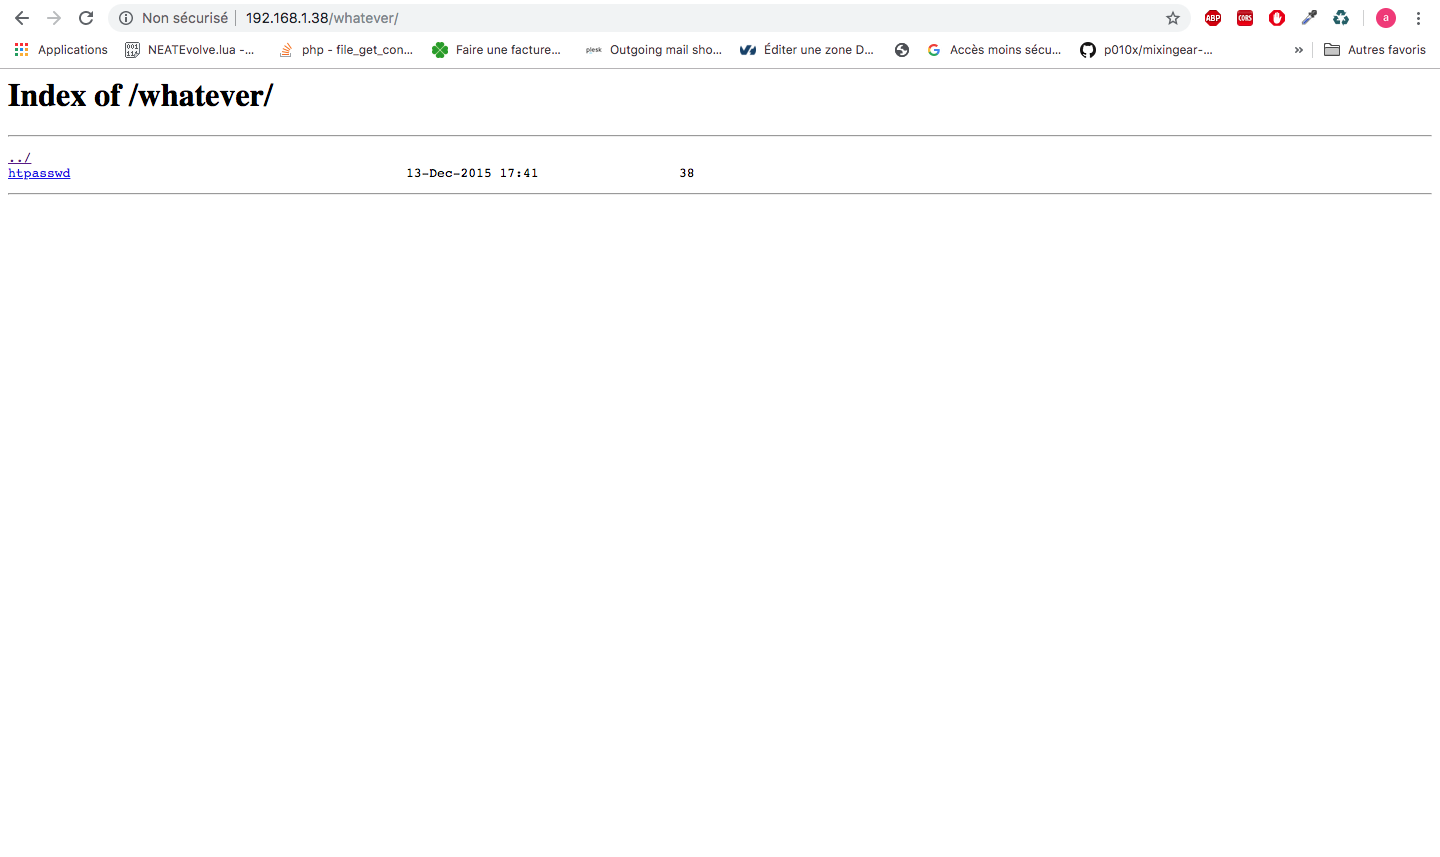 Non sécurisé 192.168.1.38/whatever/ ABP CORS a
Applications 001 NEATEvolve.lua -... php - file_get_con... Faire une facture... plesk Outgoing mail sho... Éditer une zone D... Accès moins sécu... p010x/mixingear-... » Autres favoris
Index of /whatever/
../
htpasswd 13-Dec-2015 17:41 38